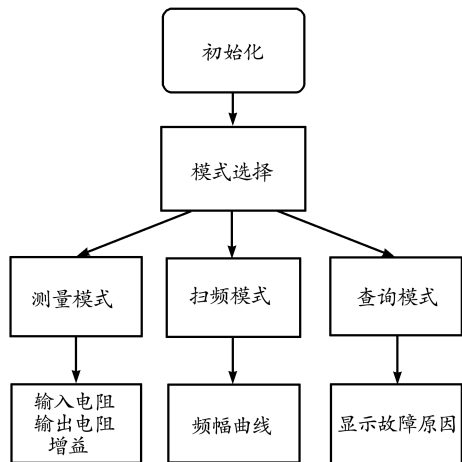 初始化
模式选择
测量模式
扫频模式
查询模式
输入电阻
输出电阻
增益
频幅曲线
显示故障原因